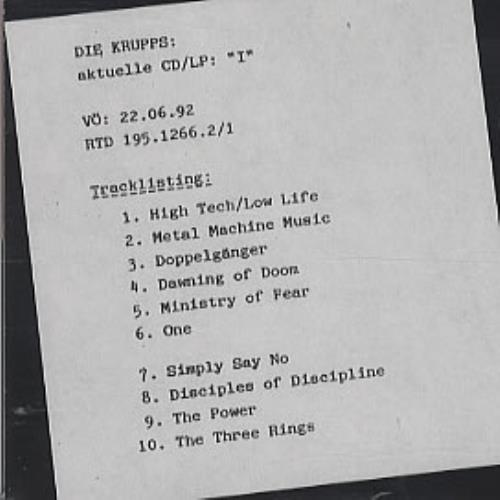 DIE KRUPPS:
aktuelle CD/LP: "I"
VÖ: 22.06.92
RTD 195.1266.2/1
Tracklisting:
1. High Tech/Low Life
2. Metal Machine Music
3. Doppelgänger
4. Dawning of Doom
5. Ministry of Fear
6. One
7. Simply Say No
8. Disciples of Discipline
9. The Power
10. The Three Rings